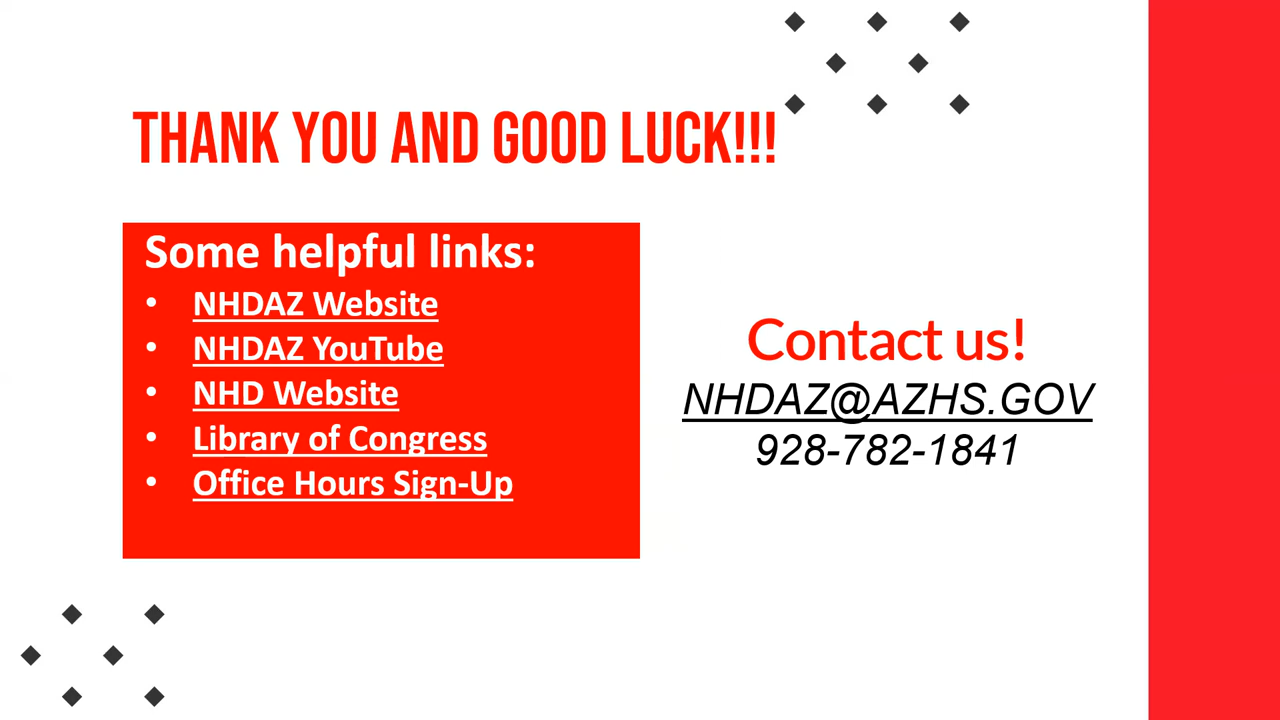 THANK YOU AND GOOD LUCK!!!
Some helpful links:
• NHDAZ Website
• NHDAZ YouTube
• NHD Website
• Library of Congress
• Office Hours Sign-Up
Contact us!
NHDAZ@AZHS.GOV
928-782-1841